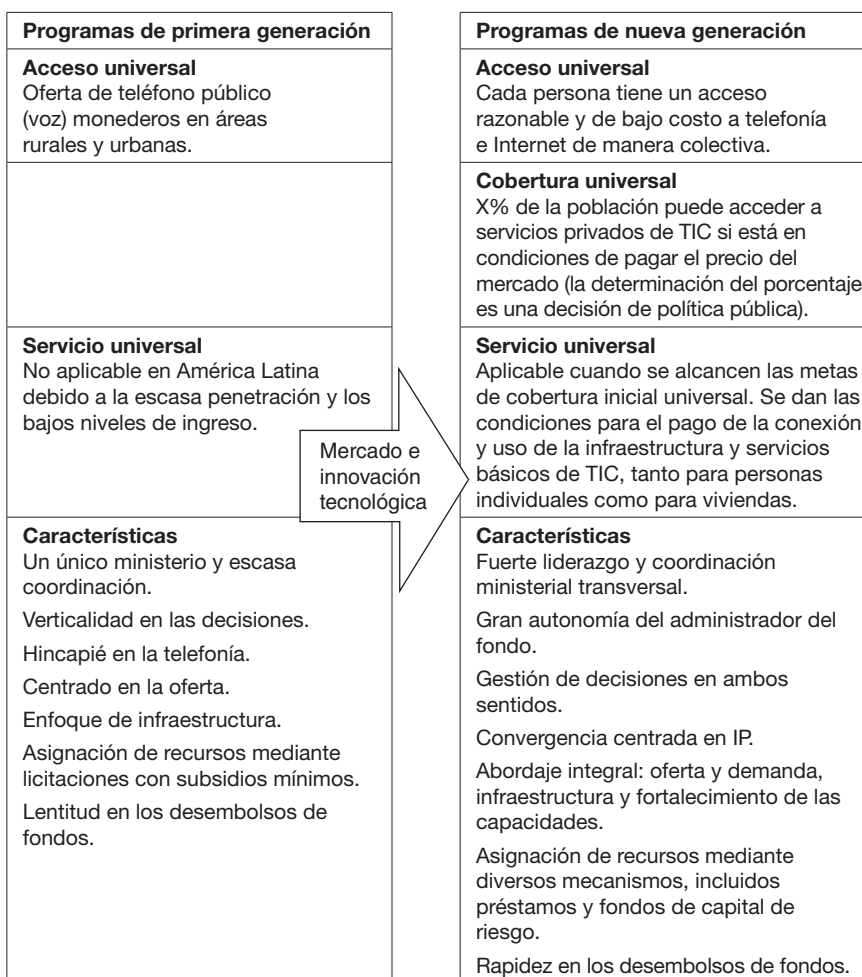 Programas de primera generación
Acceso universal
Oferta de teléfono público
(voz) monederos en áreas
rurales y urbanas.
Servicio universal
No aplicable en América Latina
debido a la escasa penetración y los
bajos niveles de ingreso.
Características
Un único ministerio y escasa
coordinación.
Verticalidad en las decisiones.
Hincapié en la telefonía.
Centrado en la oferta.
Enfoque de infraestructura.
Asignación de recursos mediante
licitaciones con subsidios mínimos.
Lentitud en los desembolsos de
fondos.
Mercado e
innovación
tecnológica
Programas de nueva generación
Acceso universal
Cada persona tiene un acceso
razonable y de bajo costo a telefonía
e Internet de manera colectiva.
Cobertura universal
X% de la población puede acceder a
servicios privados de TIC si está en
condiciones de pagar el precio del
mercado (la determinación del porcentaje
es una decisión de política pública).
Servicio universal
Aplicable cuando se alcancen las metas
de cobertura inicial universal. Se dan las
condiciones para el pago de la conexión
y uso de la infraestructura y servicios
básicos de TIC, tanto para personas
individuales como para viviendas.
Características
Fuerte liderazgo y coordinación
ministerial transversal.
Gran autonomía del administrador del
fondo.
Gestión de decisiones en ambos
sentidos.
Convergencia centrada en IP.
Abordaje integral: oferta y demanda,
infraestructura y fortalecimiento de las
capacidades.
Asignación de recursos mediante
diversos mecanismos, incluidos
préstamos y fondos de capital de
riesgo.
Rapidez en los desembolsos de fondos.